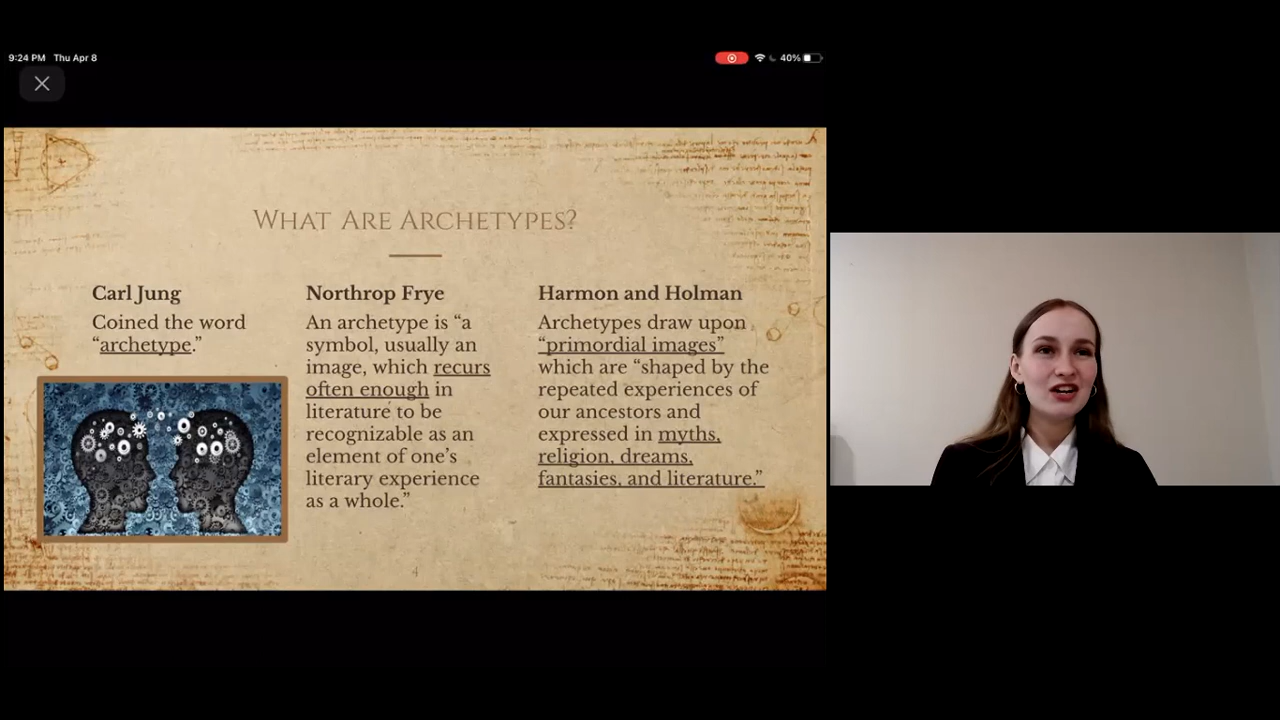 9:24 PM Thu Apr 8
40%
What Are Archetypes?
Carl Jung
Coined the word
“archetype.”
Northrop Frye
An archetype is “a
symbol, usually an
image, which recurs
often enough in
literature to be
recognizable as an
element of one’s
literary experience
as a whole.”
Harmon and Holman
Archetypes draw upon
“primordial images”
which are “shaped by the
repeated experiences of
our ancestors and
expressed in myths,
religion, dreams,
fantasies, and literature.”
4